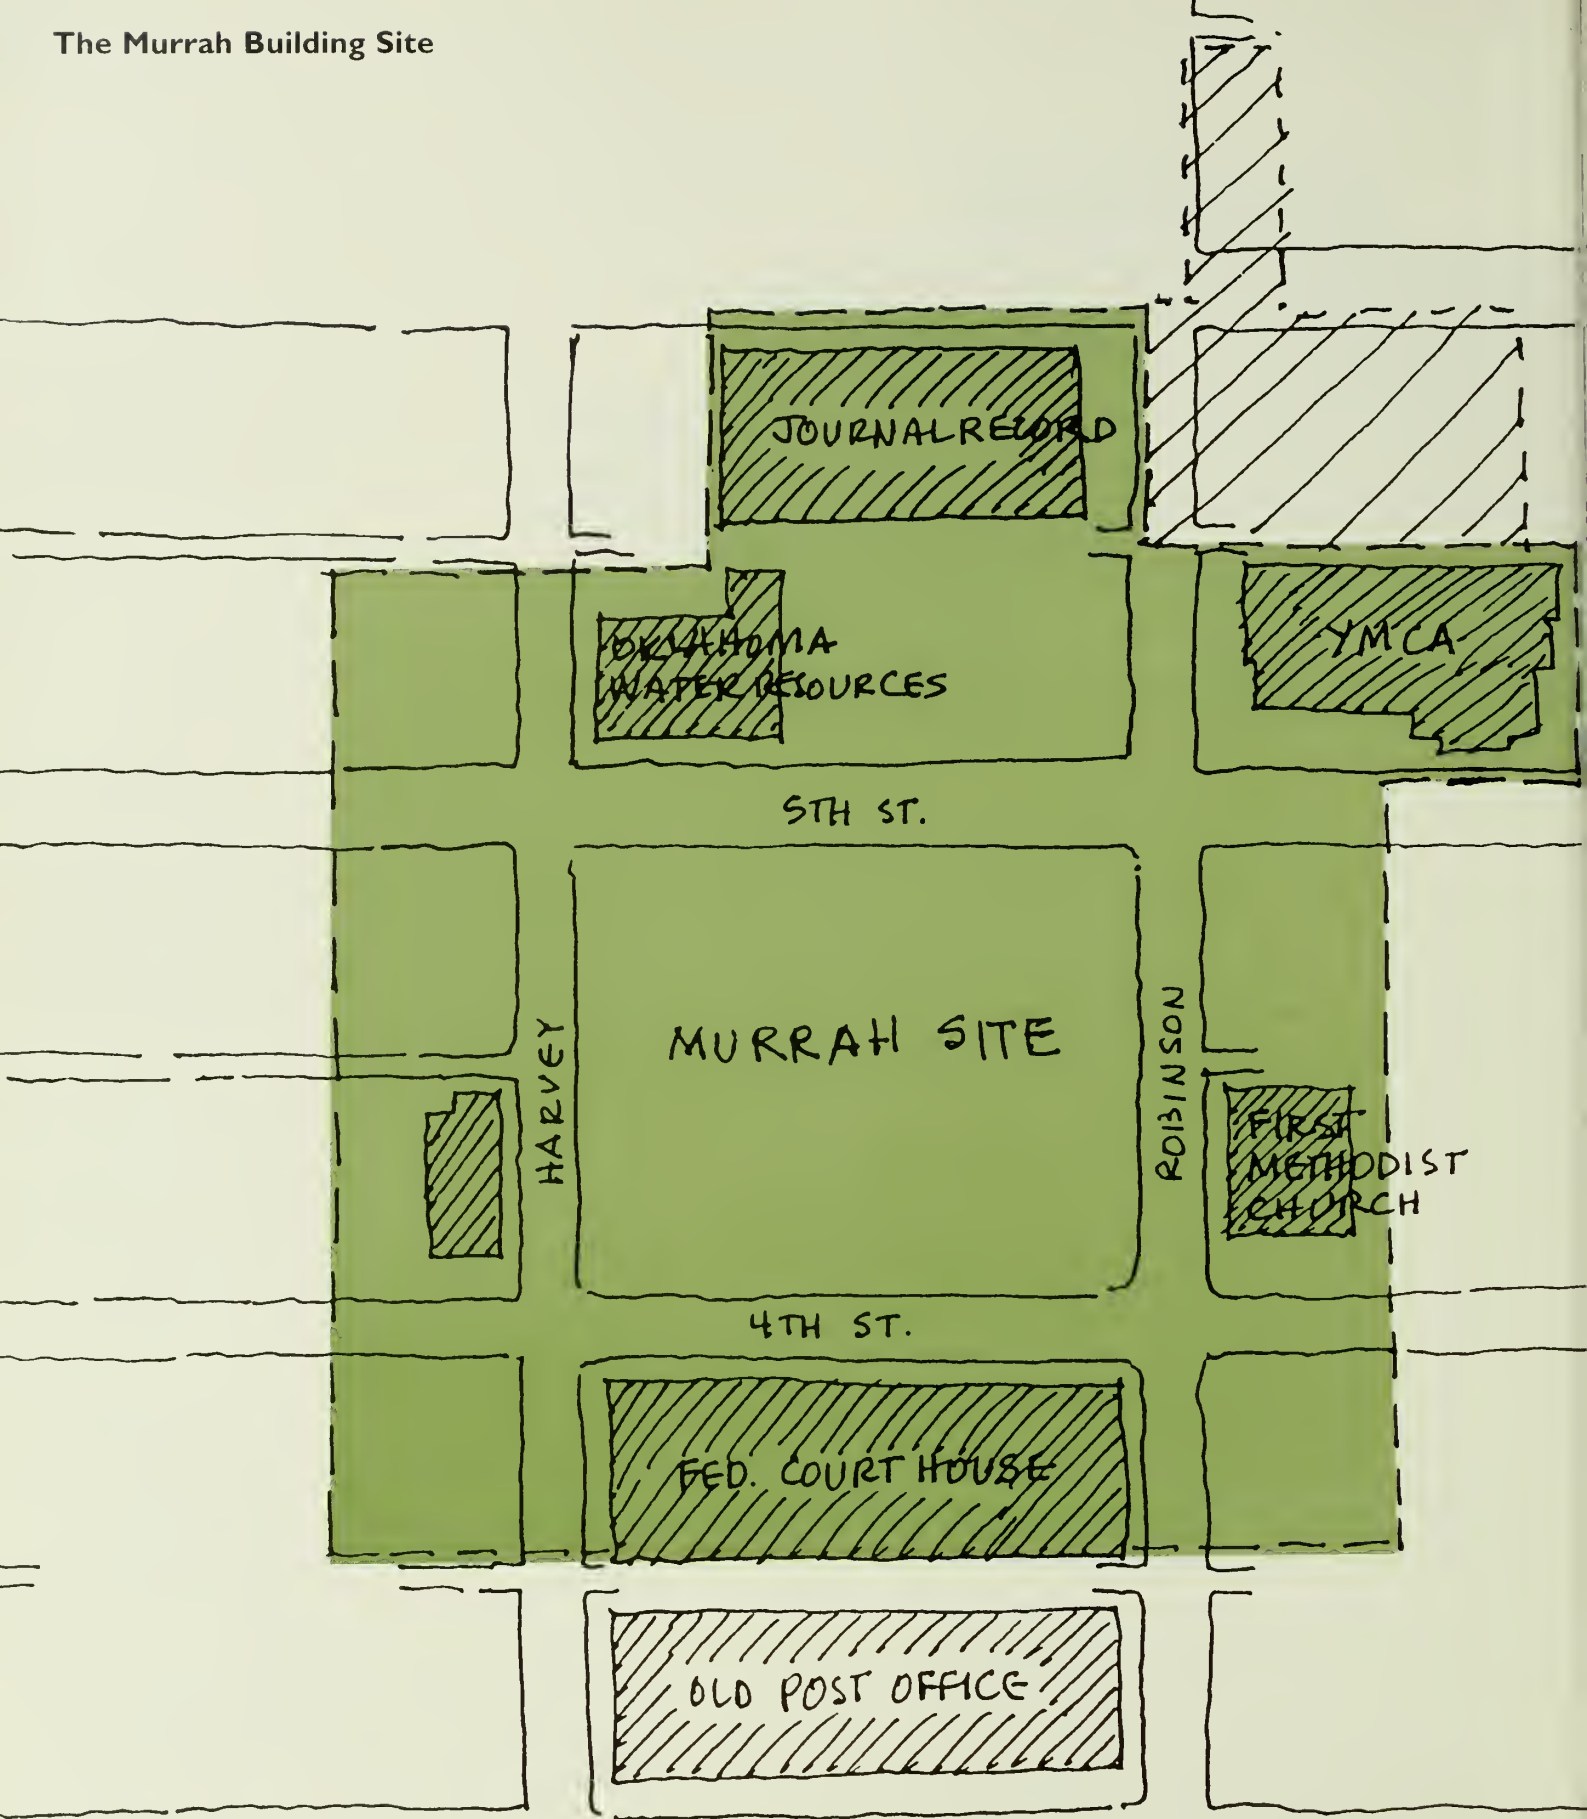 The Murrah Building Site
JOURNAL RECORD
OKLAHOMA
WATER RESOURCES
YMCA
5TH ST.
MURRAH SITE
HARVEY
ROBINSON
FIRST
METHODIST
CHURCH
4TH ST.
FED. COURT HOUSE
OLD POST OFFICE